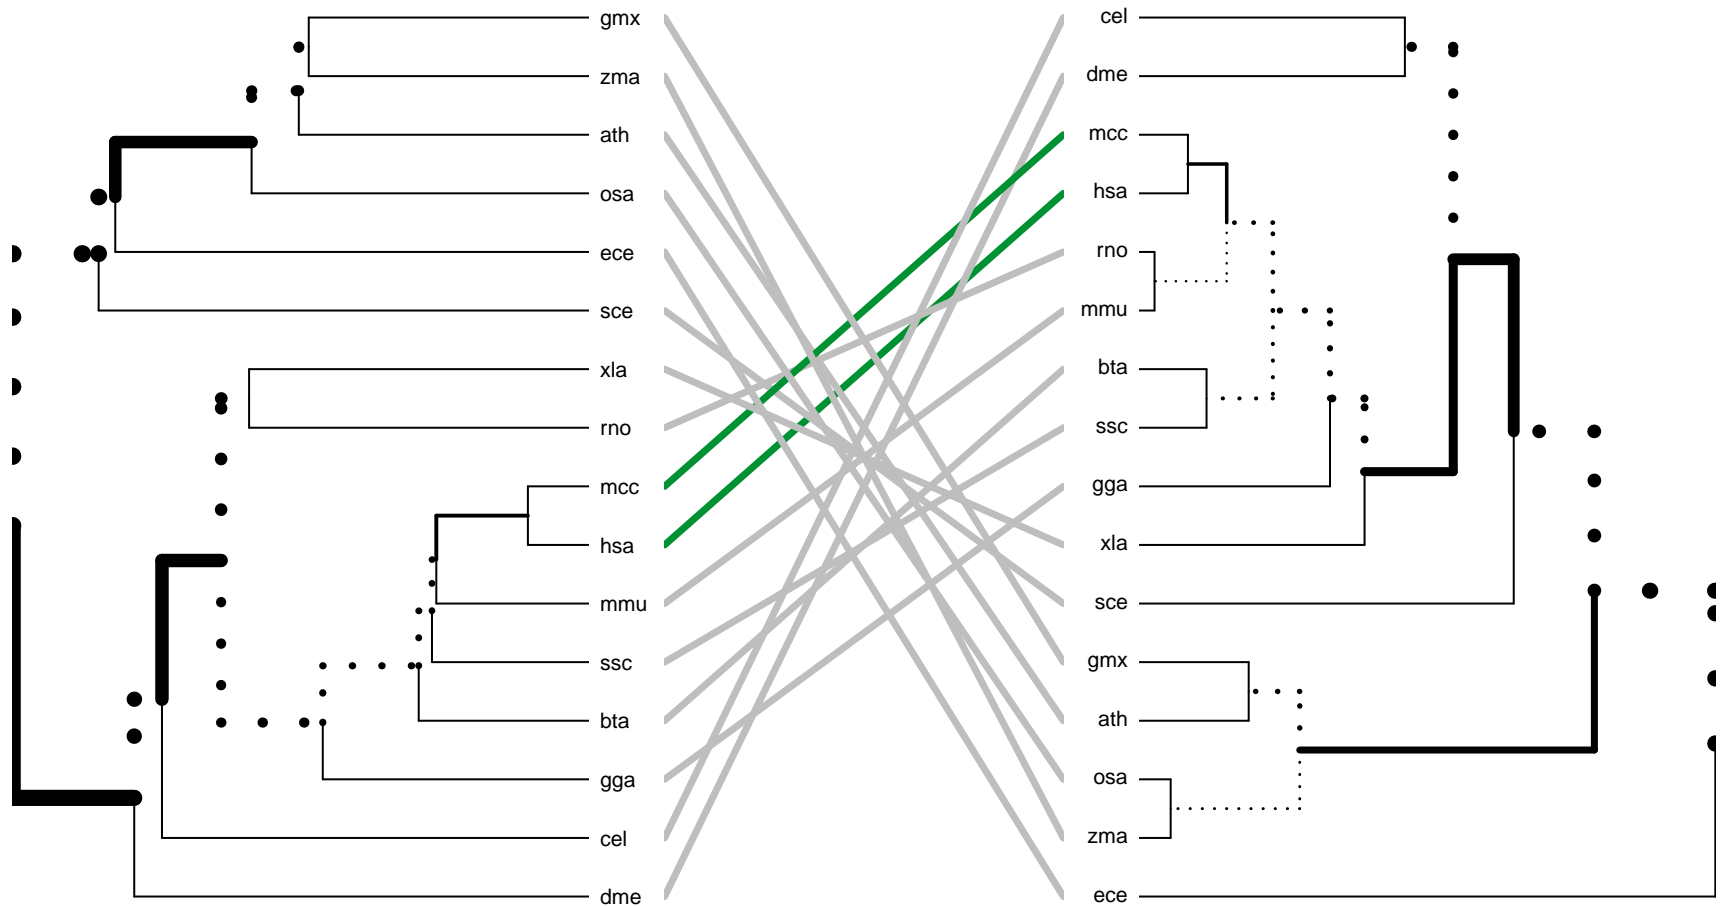 gmx
zma
ath
osa
ece
sce
xla
rno
mcc
hsa
mmu
ssc
bta
gga
cel
dme
cel
dme
mcc
hsa
rno
mmu
bta
ssc
gga
xla
sce
gmx
ath
osa
zma
ece